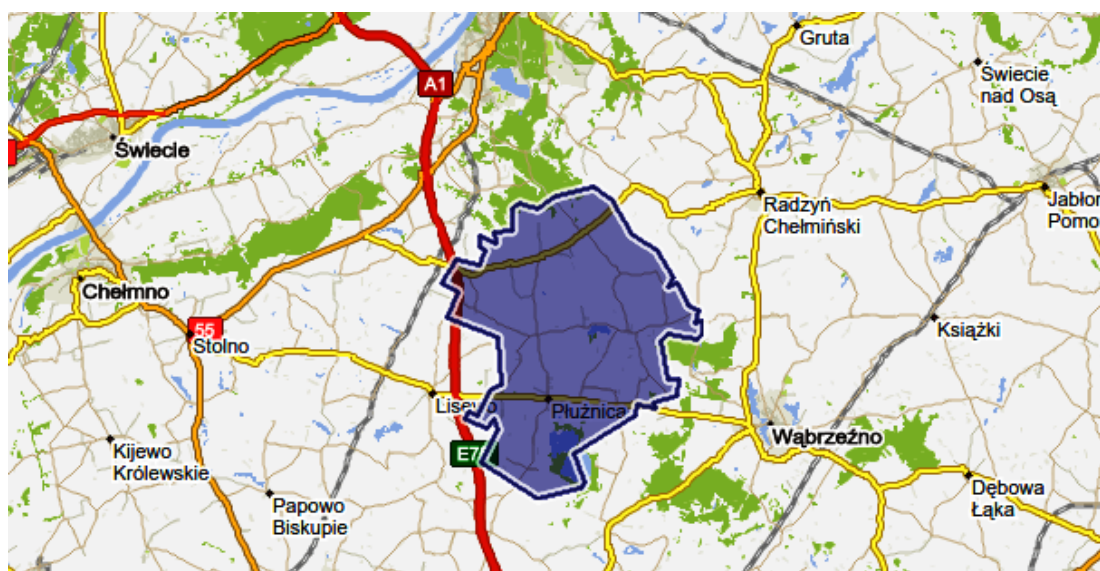 Gruta
A1
Świecie
nad Osą
Świecie
Radzyń
Chełmiński
Jabłon
Pomo
Chełmno
55
Stolno
Książki
Lisewo
Płużnica
Wąbrzeźno
Kijewo
Królewskie
E7
Papowo
Biskupie
Dębowa
Łąka